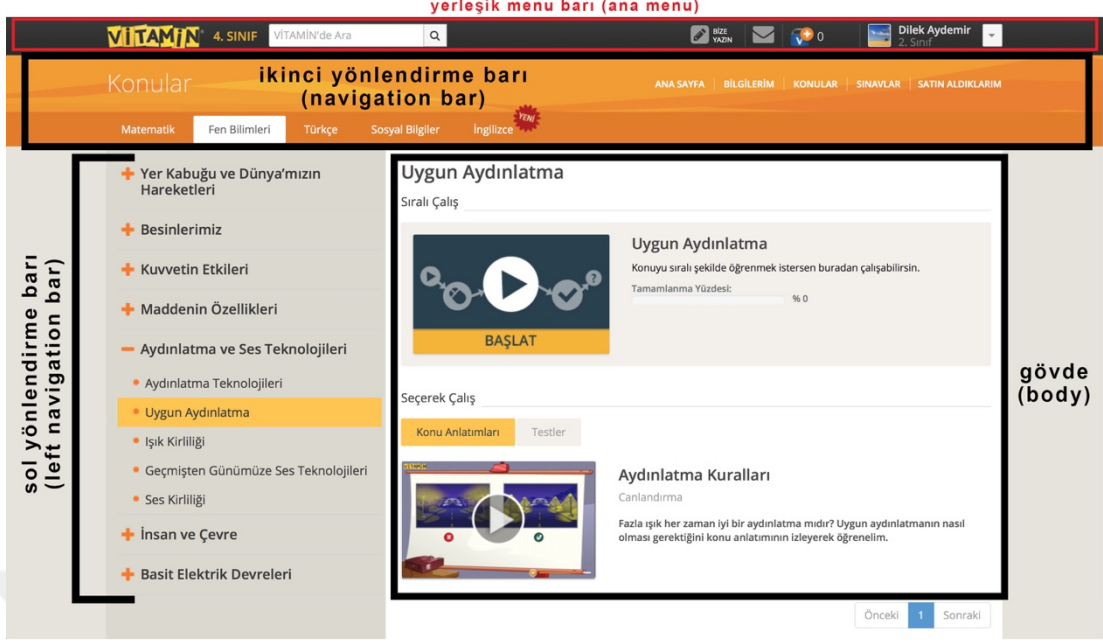 yerleşik menu barı (ana menu)
VİTAMİN 4. SINIF VİTAMİN'de Ara BİZE YAZIN 0 Dilek Aydemir
2. Sınıf
Konular
ikinci yönlendirme barı
(navigation bar)
ANA SAYFA BİLGİLERİM KONULAR SINAVLAR SATIN ALDIKLARIM
Matematik Fen Bilimleri Türkçe Sosyal Bilgiler İngilizce YENİ
sol yönlendirme barı
(left navigation bar)
Yer Kabuğu ve Dünya'mızın
Hareketleri
Besinlerimiz
Kuvvetin Etkileri
Maddenin Özellikleri
Aydınlatma ve Ses Teknolojileri
Aydınlatma Teknolojileri
Uygun Aydınlatma
Işık Kirliliği
Geçmişten Günümüze Ses Teknolojileri
Ses Kirliliği
İnsan ve Çevre
Basit Elektrik Devreleri
Uygun Aydınlatma
Sıralı Çalış
BAŞLAT
Uygun Aydınlatma
Konuyu sıralı şekilde öğrenmek istersen buradan çalışabilirsin.
Tamamlanma Yüzdesi:
% 0
Seçerek Çalış
Konu Anlatımları Testler
VİTAMİN
Aydınlatma Kuralları
Canlandırma
Fazla ışık her zaman iyi bir aydınlatma mıdır? Uygun aydınlatmanın nasıl
olması gerektiğini konu anlatımının izleyerek öğrenelim.
Önceki 1 Sonraki
gövde
(body)